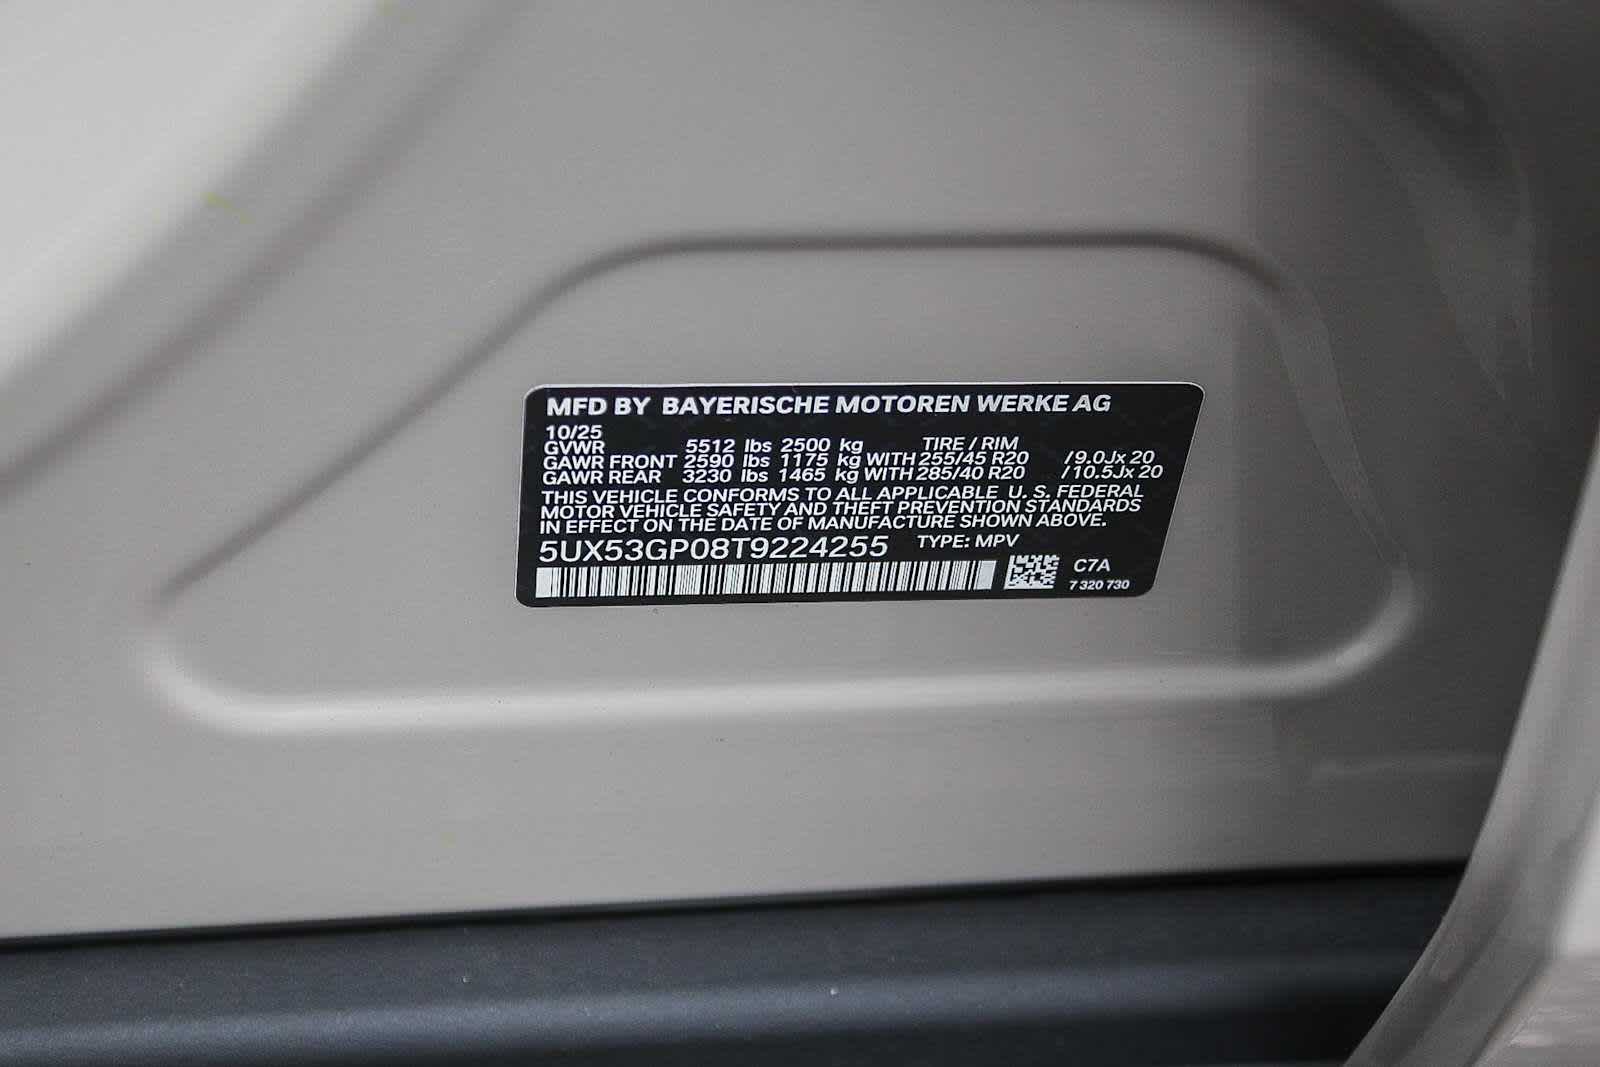 MFD BY BAYERISCHE MOTOREN WERKE AG
10/25
GVWR 5512 lbs 2500 kg TIRE / RIM
GAWR FRONT 2590 lbs 1175 kg WITH 255/45 R20 /9.0Jx 20
GAWR REAR 3230 lbs 1465 kg WITH 285/40 R20 /10.5Jx 20
THIS VEHICLE CONFORMS TO ALL APPLICABLE U. S. FEDERAL
MOTOR VEHICLE SAFETY AND THEFT PREVENTION STANDARDS
IN EFFECT ON THE DATE OF MANUFACTURE SHOWN ABOVE.
5UX53GP08T9224255 TYPE: MPV
C7A
7 320 730